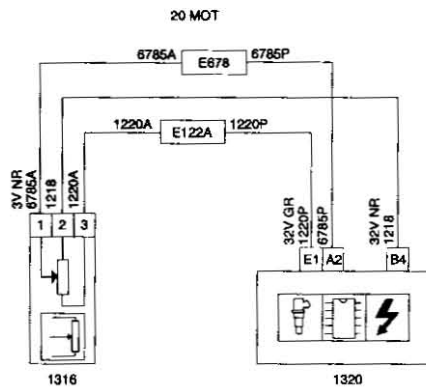 20 MOT
6785A E678 6785P
1220A E122A 1220P
3V NR
6785A
1218
1220A
1 2 3
32V GR
1220P
6785P
32V NR
1218
E1 A2 B4
1316
1320